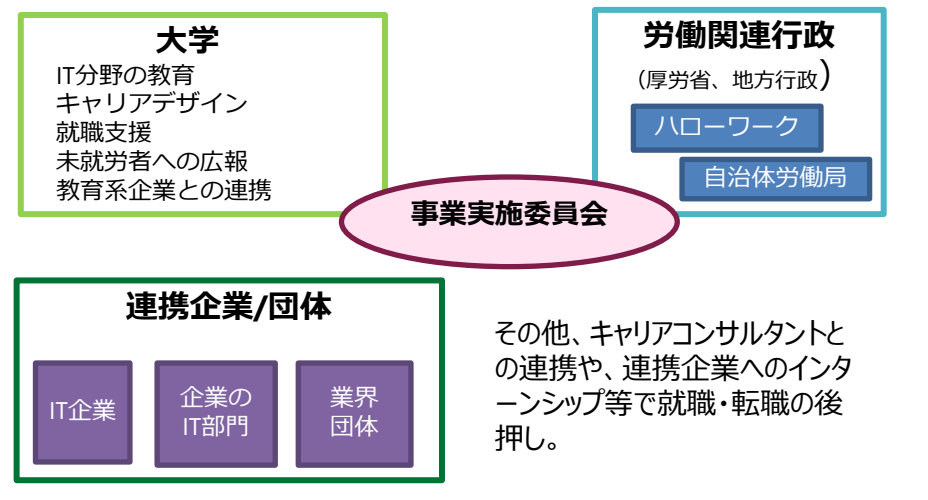 大学
IT分野の教育
キャリアデザイン
就職支援
未就労者への広報
教育系企業との連携
労働関連行政
（厚労省、地方行政）
ハローワーク
自治体労働局
事業実施委員会
連携企業/団体
IT企業
企業の
IT部門
業界
団体
その他、キャリアコンサルタントと
の連携や、連携企業へのインタ
ーンシップ等で就職・転職の後
押し。